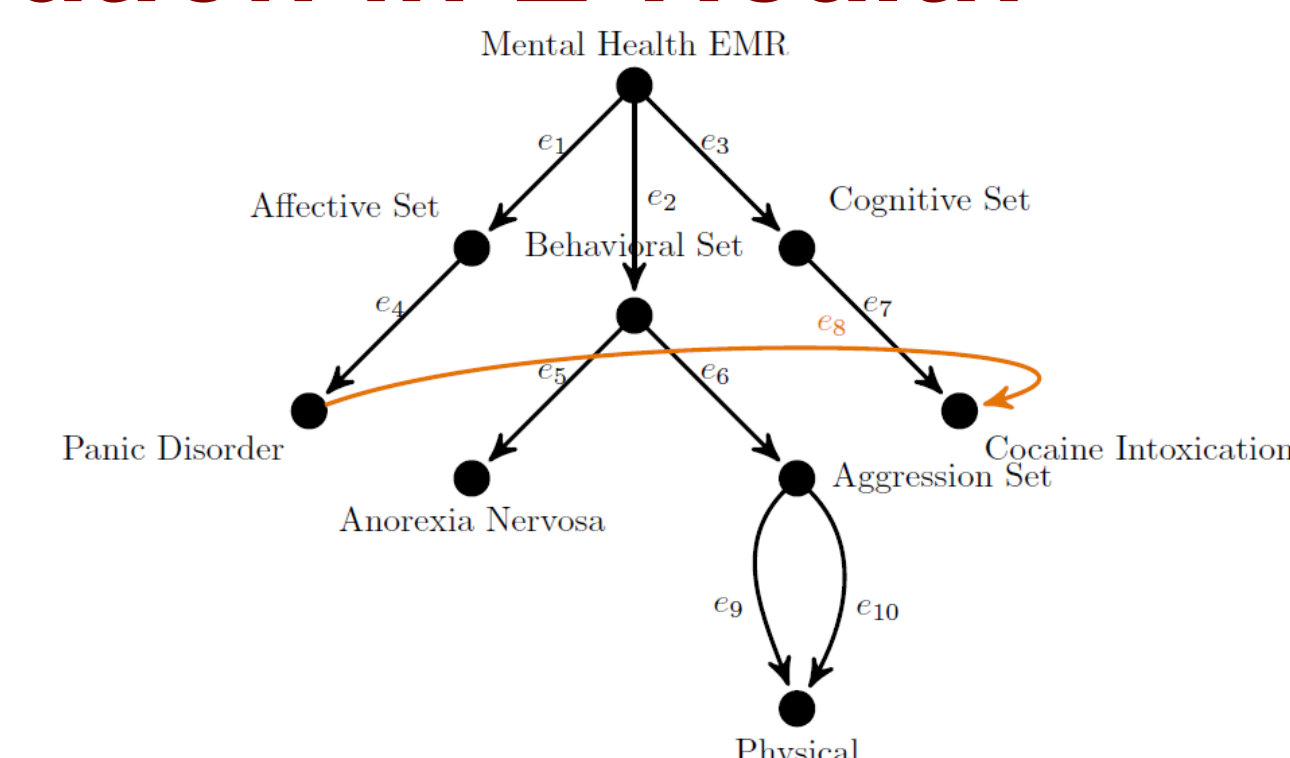 Mental Health EMR
e1
e3
Affective Set
e2
Cognitive Set
Behavioral Set
e4
e7
e8
e5
e6
Panic Disorder
Cocaine Intoxication
Aggression Set
Anorexia Nervosa
e9
e10
Physical